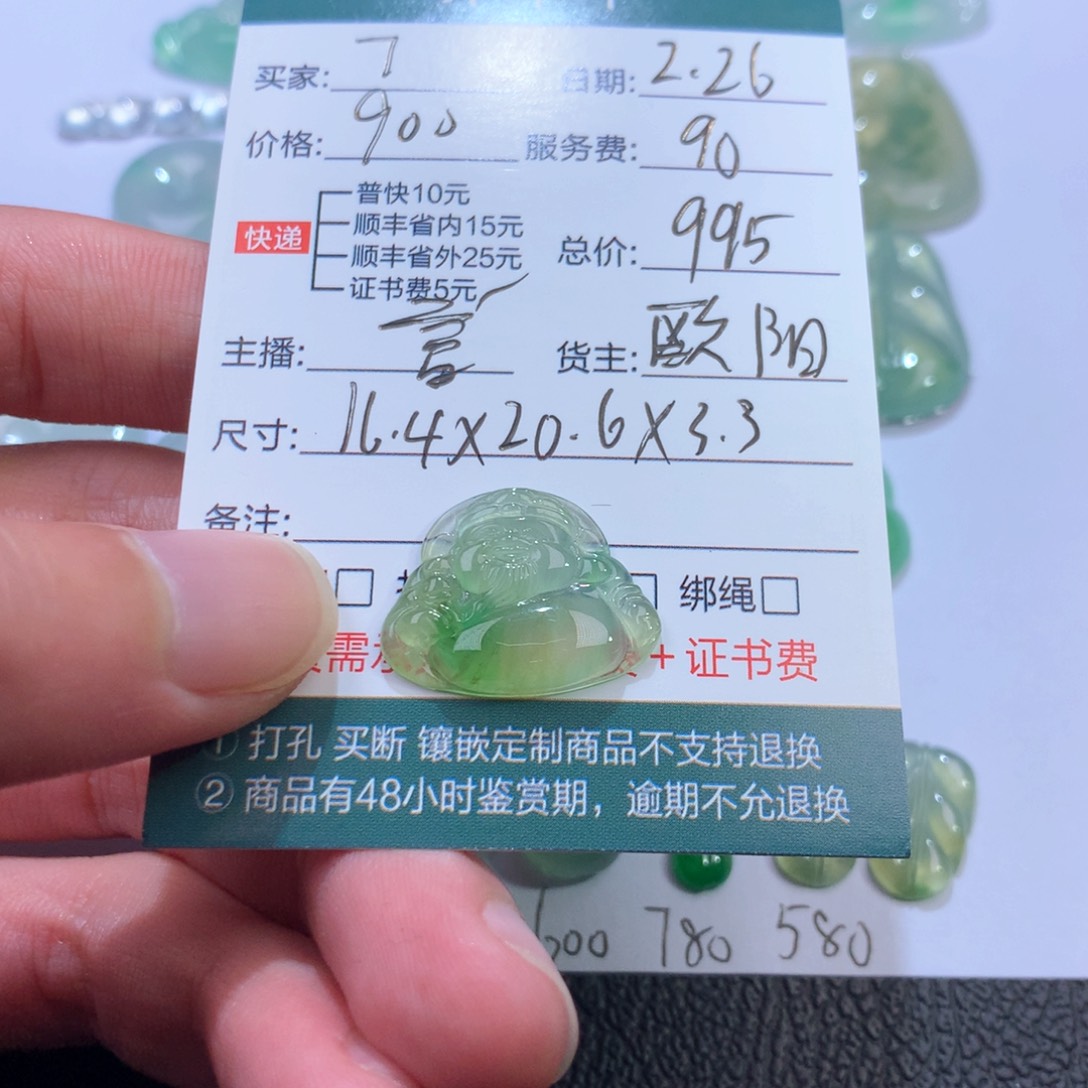 买家: 7 日期: 2.26
价格: 900 服务费: 90
快递
普快10元
顺丰省内15元
顺丰省外25元
证书费5元
总价: 995
主播: 言 货主: 欧阳
尺寸: 16.4X20.6X3.3
备注:
绑绳
需 +证书费
① 打孔 买断 镶嵌定制商品不支持退换
② 商品有48小时鉴赏期，逾期不允退换
600 780 580